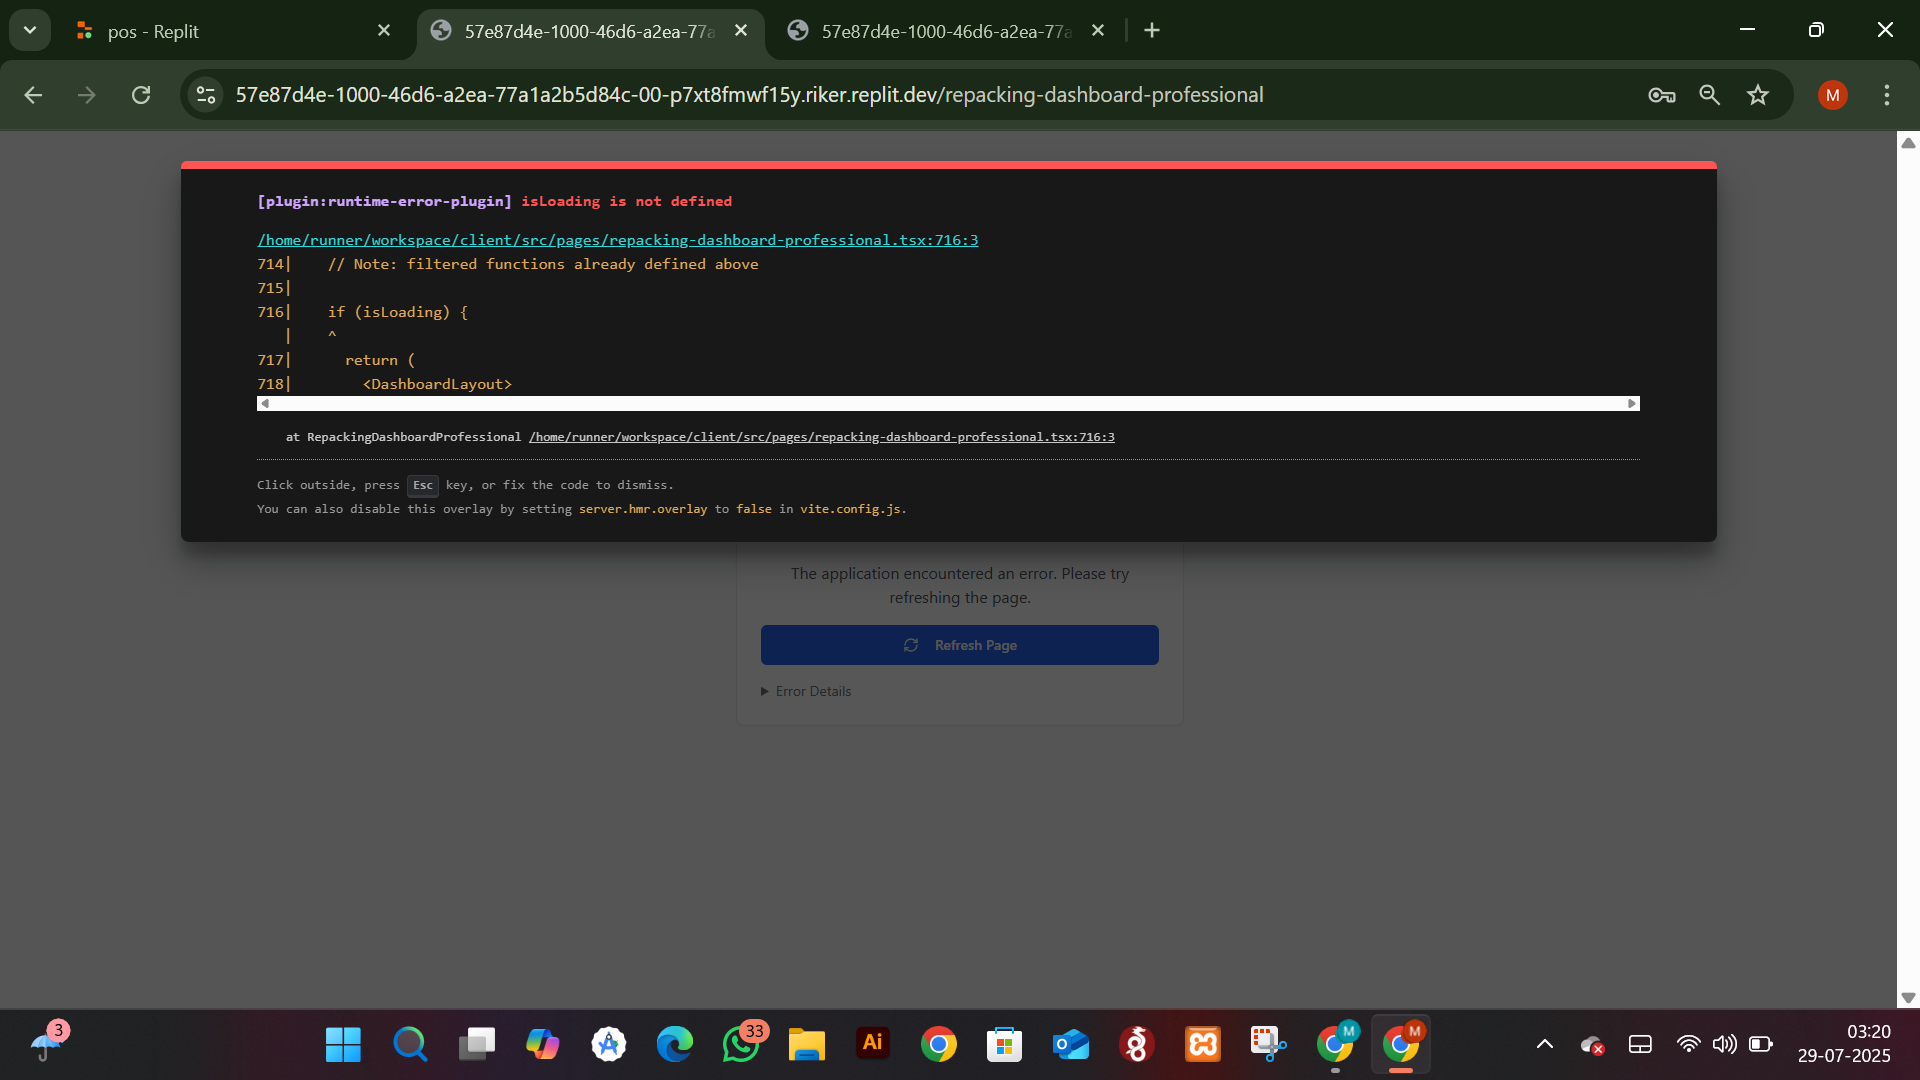 pos - Replit
57e87d4e-1000-46d6-a2ea-77a
57e87d4e-1000-46d6-a2ea-77a
57e87d4e-1000-46d6-a2ea-77a1a2b5d84c-00-p7xt8fmwf15y.riker.replit.dev/repacking-dashboard-professional
M
[plugin:runtime-error-plugin] isLoading is not defined
/home/runner/workspace/client/src/pages/repacking-dashboard-professional.tsx:716:3
714|    // Note: filtered functions already defined above
715|
716|    if (isLoading) {
   |    ^
717|      return (
718|        <DashboardLayout>
at RepackingDashboardProfessional /home/runner/workspace/client/src/pages/repacking-dashboard-professional.tsx:716:3
Click outside, press Esc key, or fix the code to dismiss.
You can also disable this overlay by setting server.hmr.overlay to false in vite.config.js.
The application encountered an error. Please try
refreshing the page.
Refresh Page
Error Details
3
33
Ai
M
M
03:20
29-07-2025